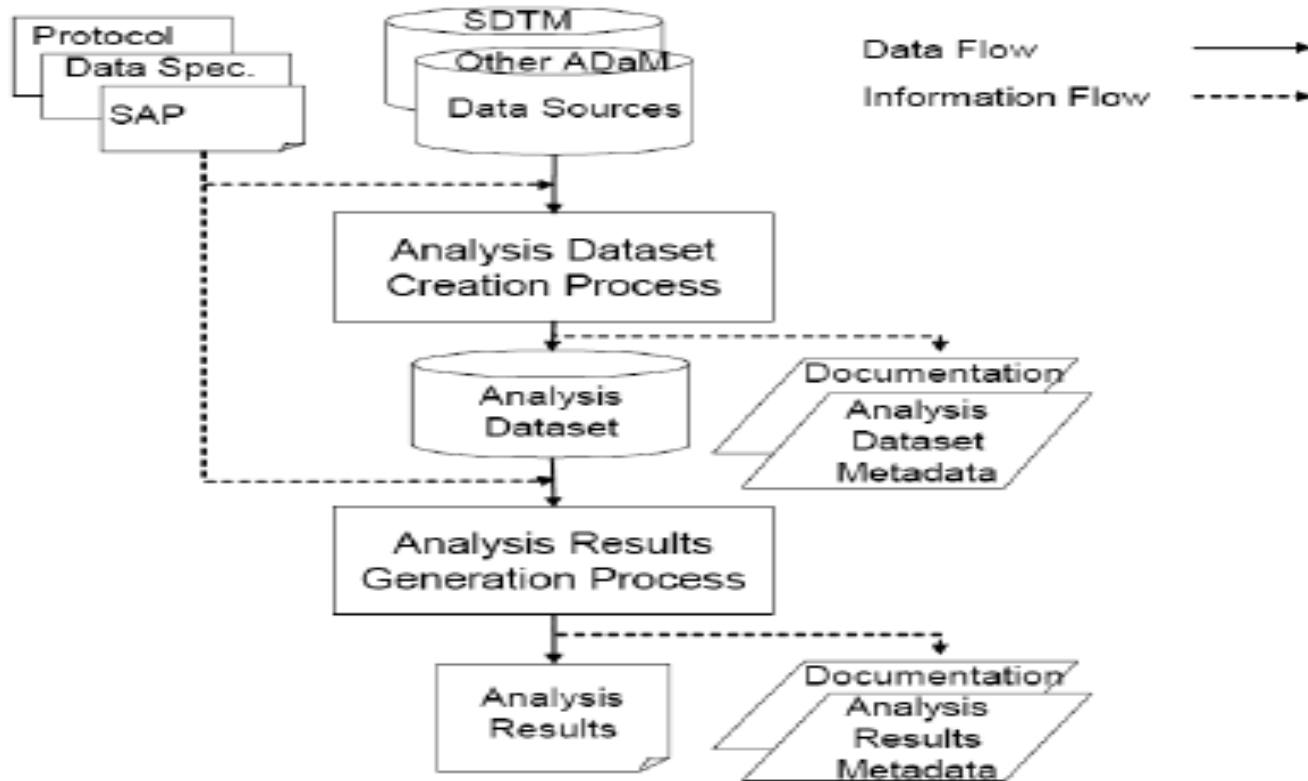 Protocol
Data Spec.
SAP
SDTM
Other ADaM
Data Sources
Data Flow
Information Flow
Analysis Dataset
Creation Process
Analysis
Dataset
Documentation
Analysis
Dataset
Metadata
Analysis Results
Generation Process
Analysis
Results
Documentation
Analysis
Results
Metadata